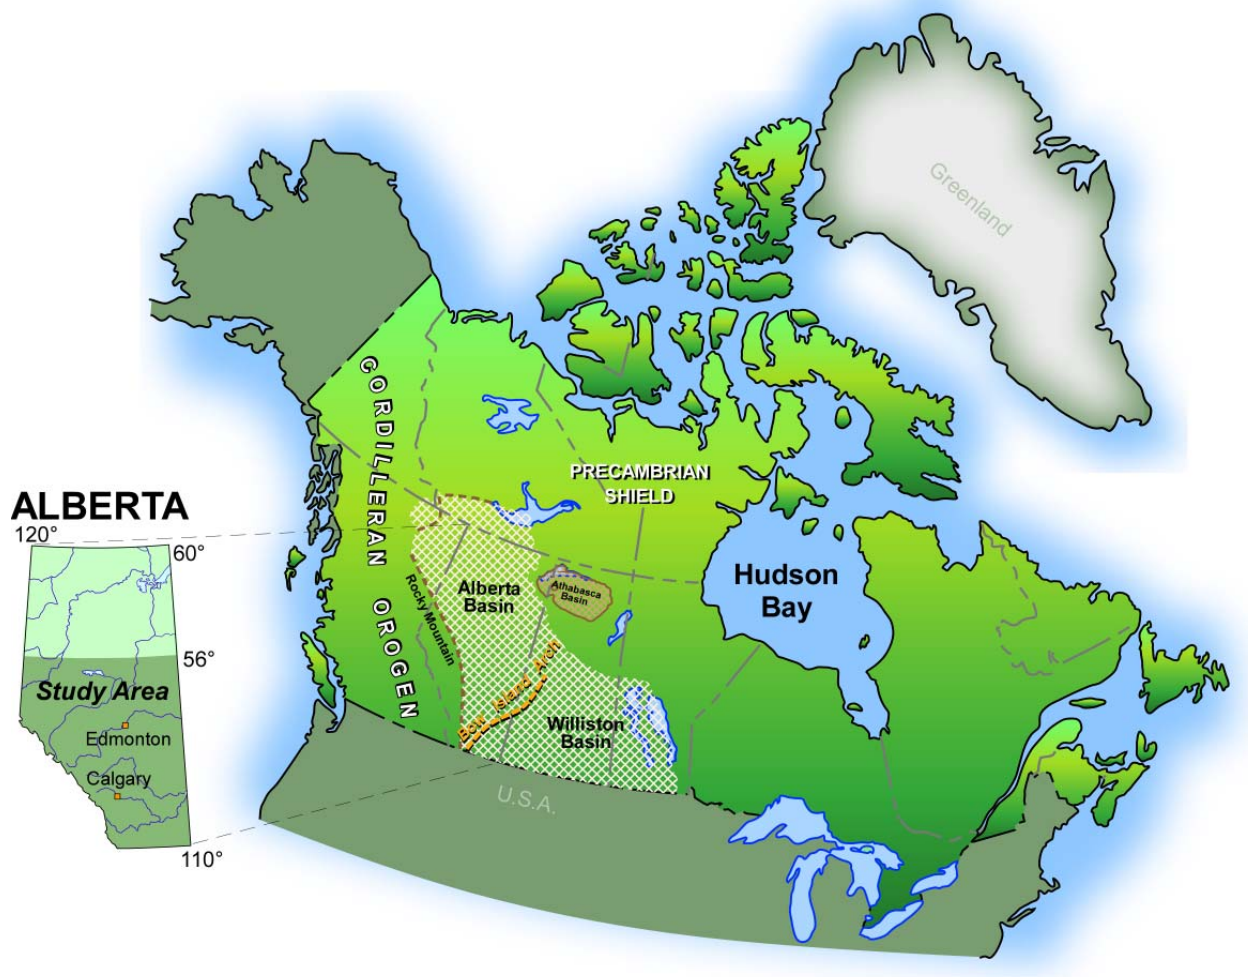 Greenland
CORDILLERAN OROGEN
PRECAMBRIAN
SHIELD
ALBERTA
120°
60°
Hudson
Bay
Alberta
Basin
Athabasca
Basin
Rocky Mountain
56°
Study Area
Bow Island Arch
Edmonton
Williston
Basin
Calgary
U.S.A.
110°